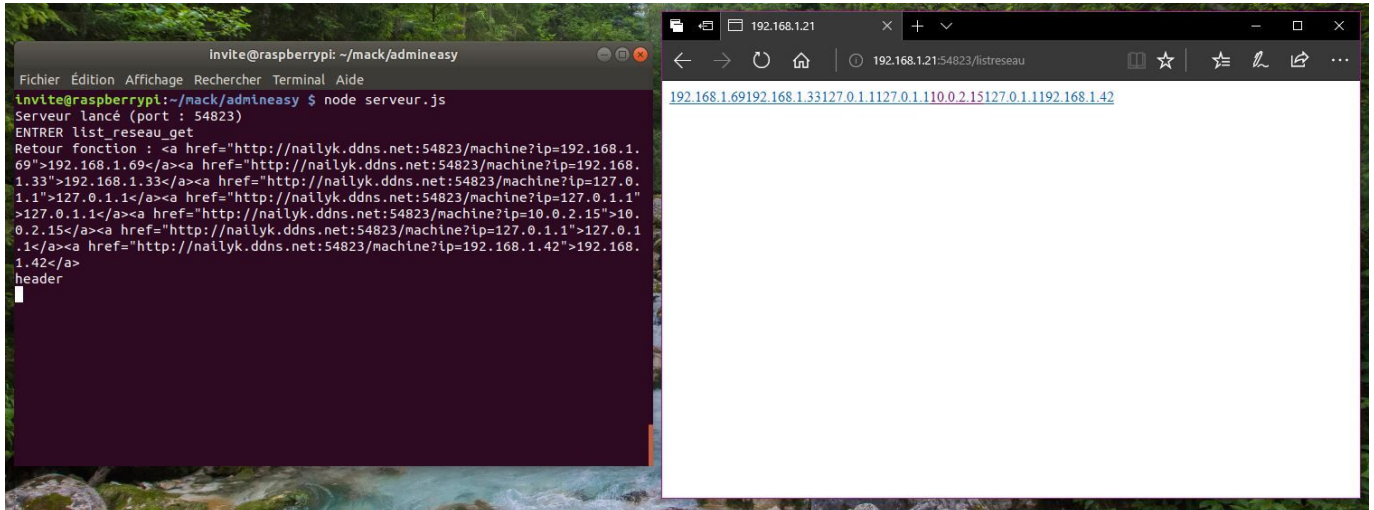 invite@raspberrypi: ~/mack/admineasy
Fichier Édition Affichage Rechercher Terminal Aide
invite@raspberrypi:~/mack/admineasy $ node serveur.js
Serveur lancé (port : 54823)
ENTRER list_reseau_get
Retour fonction : <a href="http://nailyk.ddns.net:54823/machine?ip=192.168.1.
69">192.168.1.69</a><a href="http://nailyk.ddns.net:54823/machine?ip=192.168.
1.33">192.168.1.33</a><a href="http://nailyk.ddns.net:54823/machine?ip=127.0.
1.1">127.0.1.1</a><a href="http://nailyk.ddns.net:54823/machine?ip=127.0.1.1"
>127.0.1.1</a><a href="http://nailyk.ddns.net:54823/machine?ip=10.0.2.15">10.
0.2.15</a><a href="http://nailyk.ddns.net:54823/machine?ip=127.0.1.1">127.0.1
.1</a><a href="http://nailyk.ddns.net:54823/machine?ip=192.168.1.42">192.168.
1.42</a>
header
192.168.1.21
192.168.1.21:54823/listreseau
192.168.1.69192.168.1.33127.0.1.1127.0.1.110.0.2.15127.0.1.1192.168.1.42